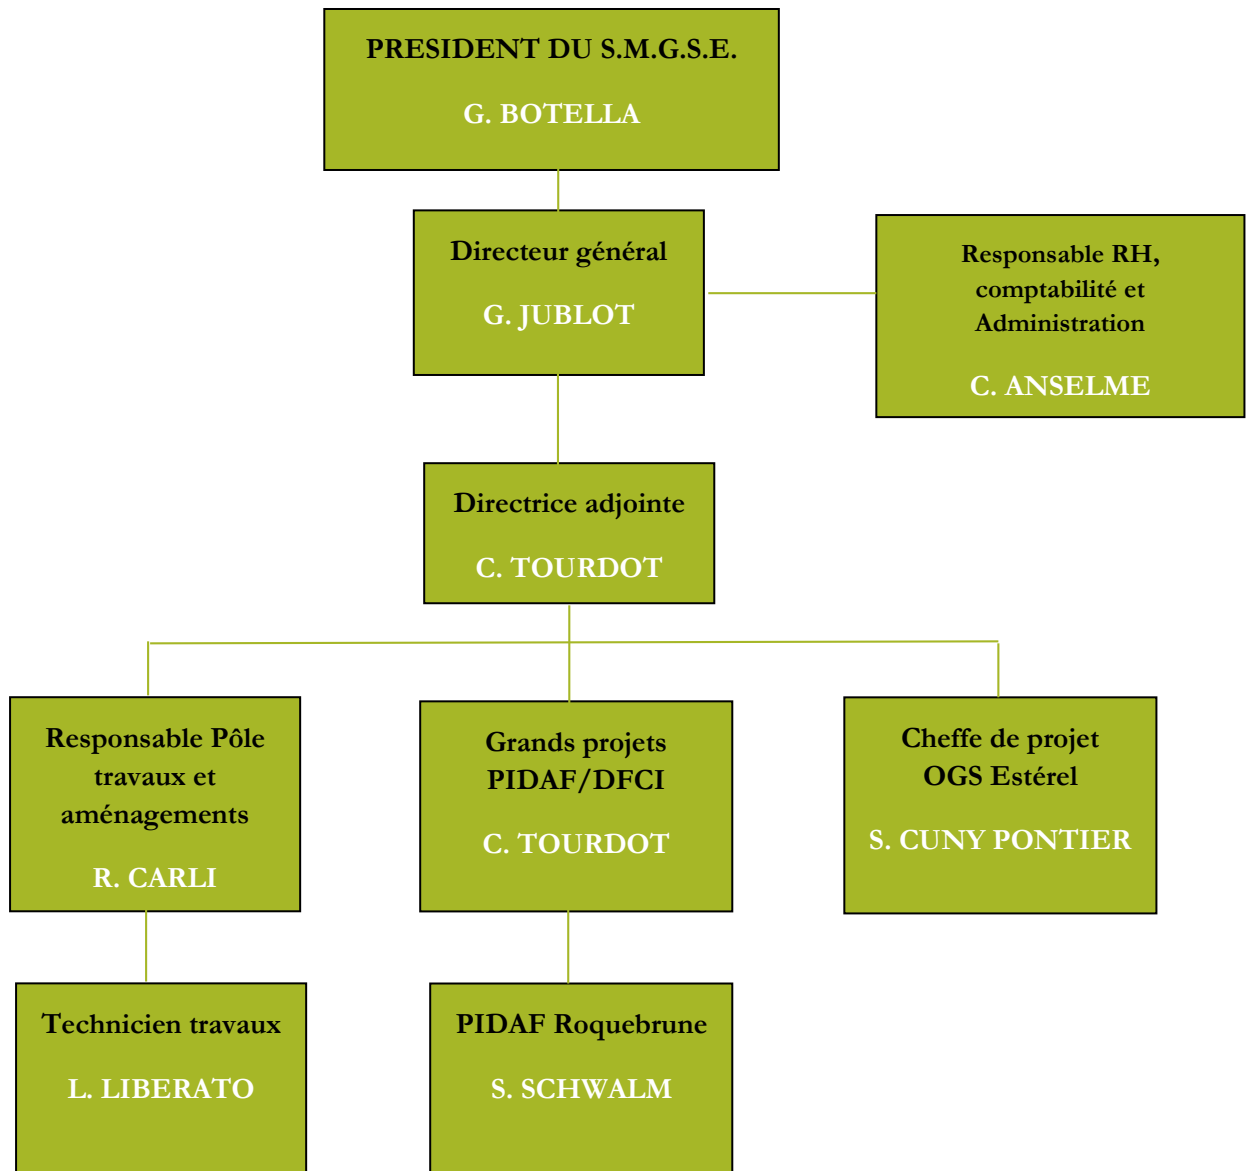 PRESIDENT DU S.M.G.S.E.
G. BOTELLA
Directeur général
G. JUBLOT
Responsable RH,
comptabilité et
Administration
C. ANSELME
Directrice adjointe
C. TOURDOT
Responsable Pôle
travaux et
aménagements
R. CARLI
Grands projets
PIDAF/DFCI
C. TOURDOT
Cheffe de projet
OGS Estérel
S. CUNY PONTIER
Technicien travaux
L. LIBERATO
PIDAF Roquebrune
S. SCHWALM